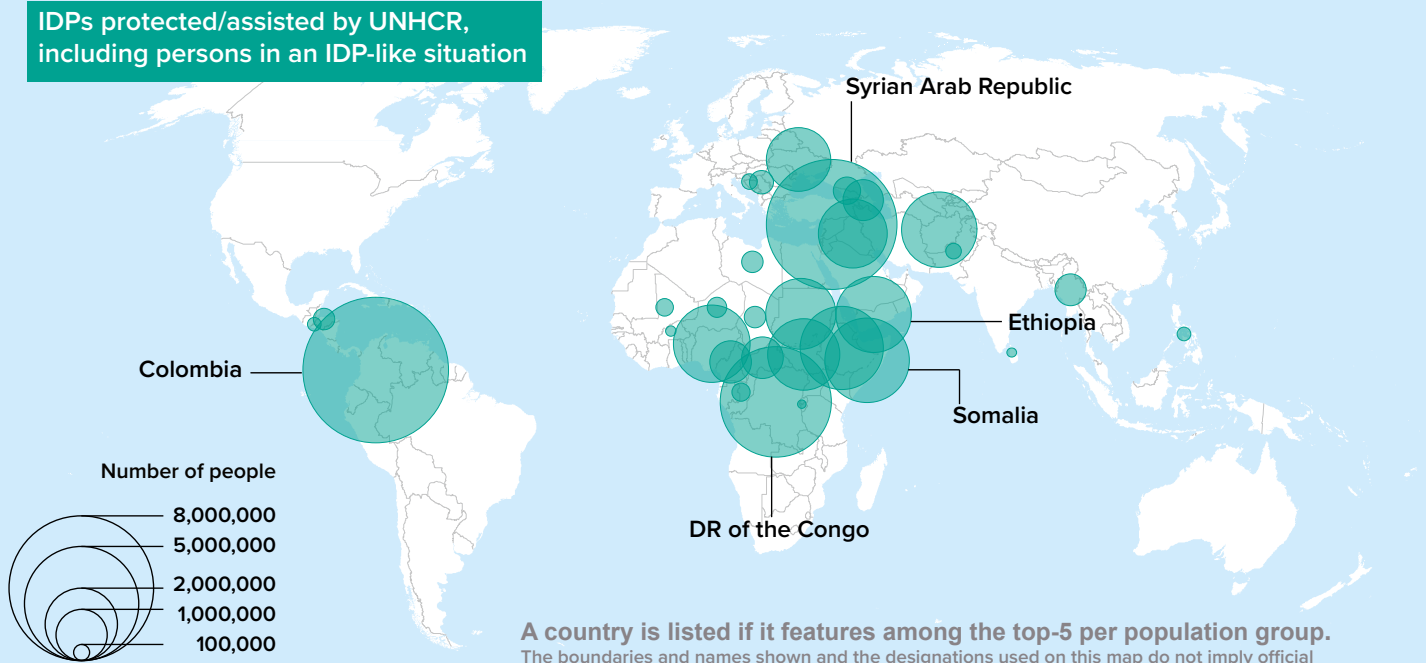 IDPs protected/assisted by UNHCR,
including persons in an IDP-like situation
Syrian Arab Republic
Ethiopia
Colombia
Somalia
DR of the Congo
Number of people
8,000,000
5,000,000
2,000,000
1,000,000
100,000
A country is listed if it features among the top-5 per population group.
The boundaries and names shown and the designations used on this map do not imply official